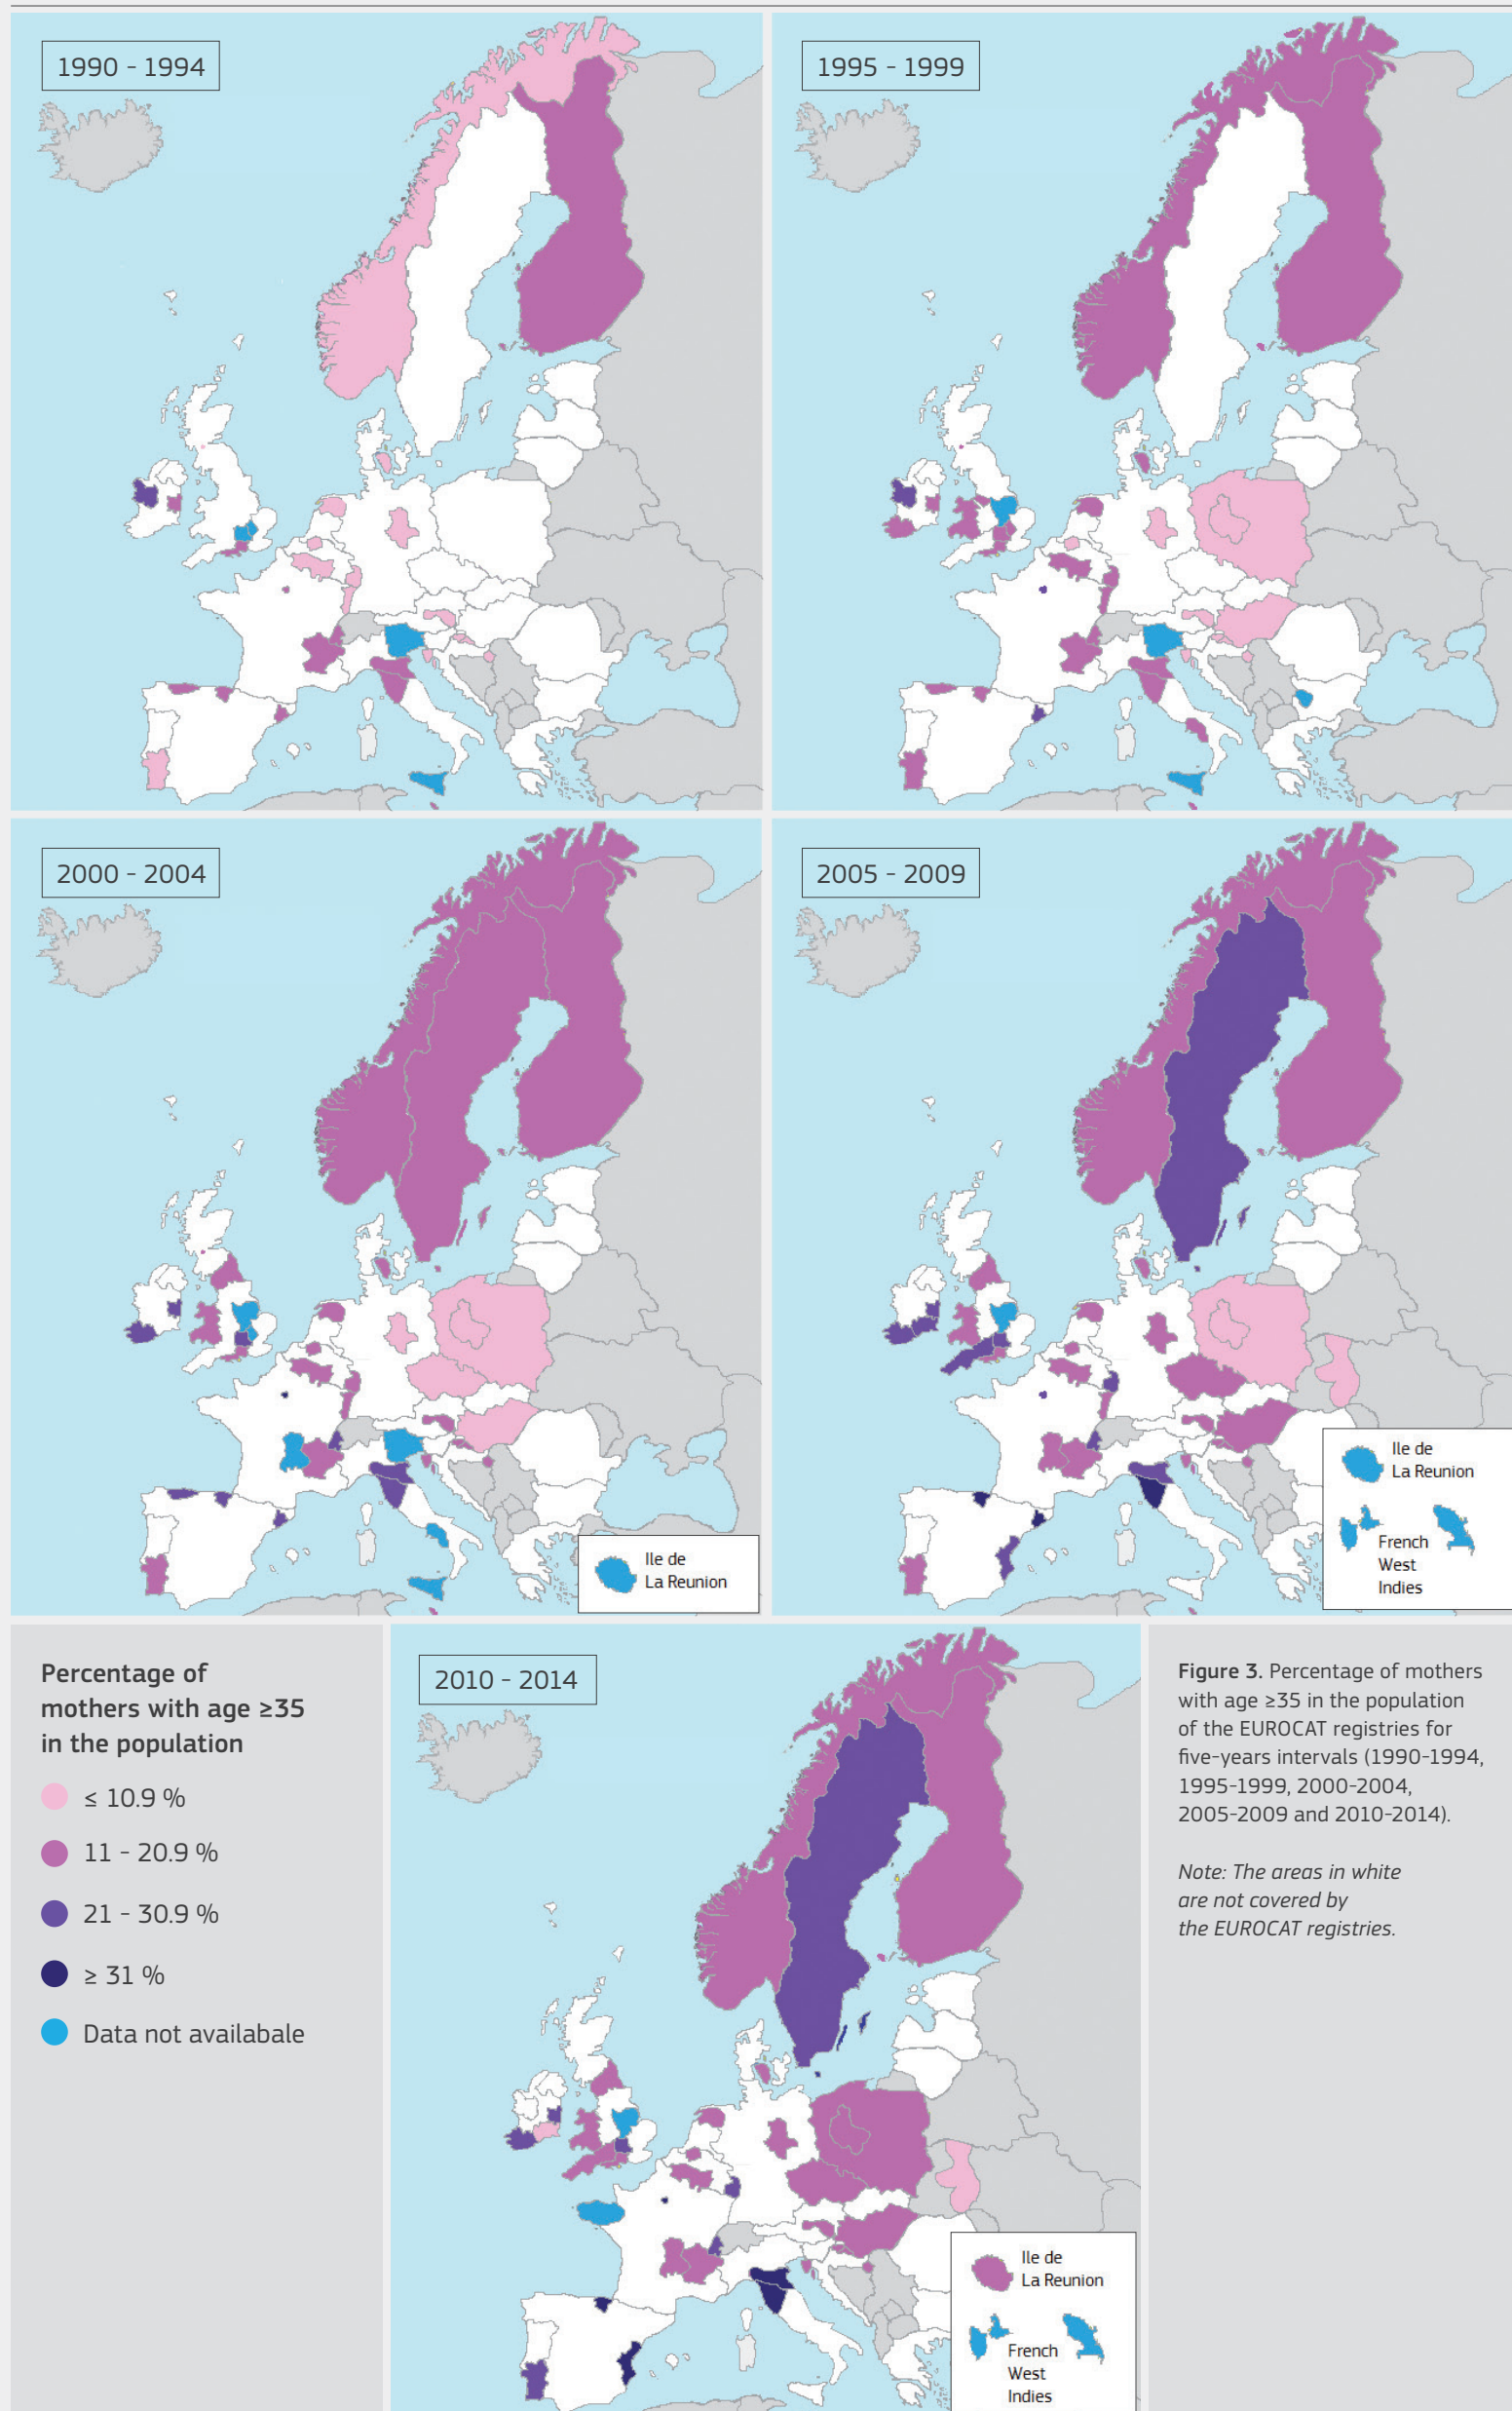 1990 - 1994
1995 - 1999
2000 - 2004
Ile de
La Reunion
2005 - 2009
Ile de
La Reunion
French
West
Indies
Percentage of
mothers with age ≥35
in the population
≤ 10.9 %
11 - 20.9 %
21 - 30.9 %
≥ 31 %
Data not availabale
2010 - 2014
Ile de
La Reunion
French
West
Indies
Figure 3. Percentage of mothers
with age ≥35 in the population
of the EUROCAT registries for
five-years intervals (1990-1994,
1995-1999, 2000-2004,
2005-2009 and 2010-2014).
Note: The areas in white
are not covered by
the EUROCAT registries.